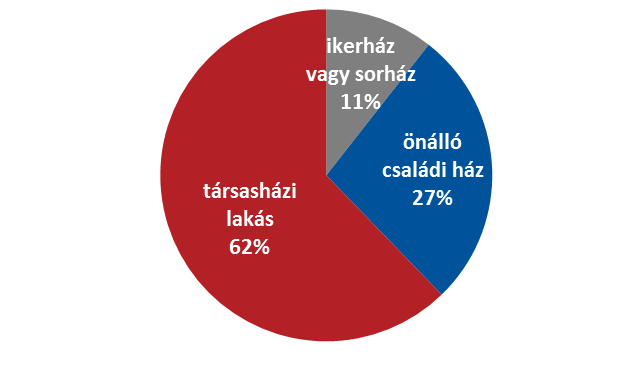 ikerház
vagy sorház
11%
önálló
családi ház
27%
társasházi
lakás
62%